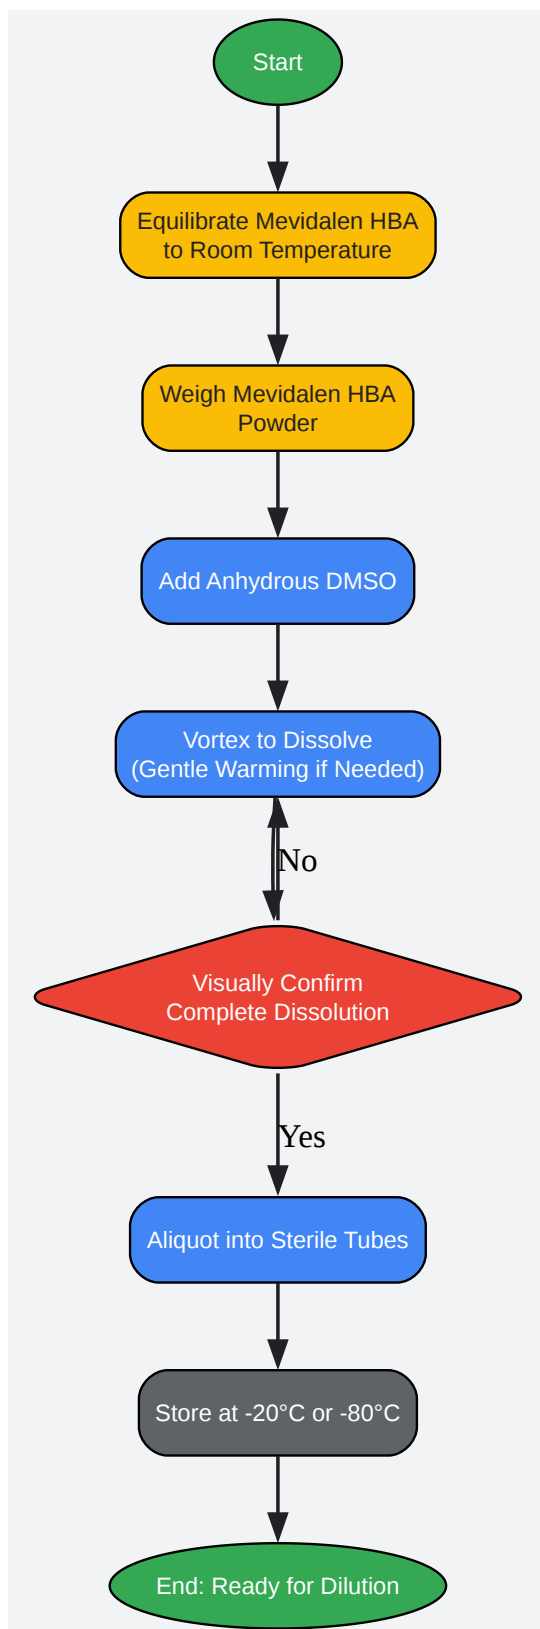 Start
Equilibrate Mevidalen HBA
to Room Temperature
Weigh Mevidalen HBA
Powder
Add Anhydrous DMSO
Vortex to Dissolve
(Gentle Warming if Needed)
No
Visually Confirm
Complete Dissolution
Yes
Aliquot into Sterile Tubes
Store at -20°C or -80°C
End: Ready for Dilution